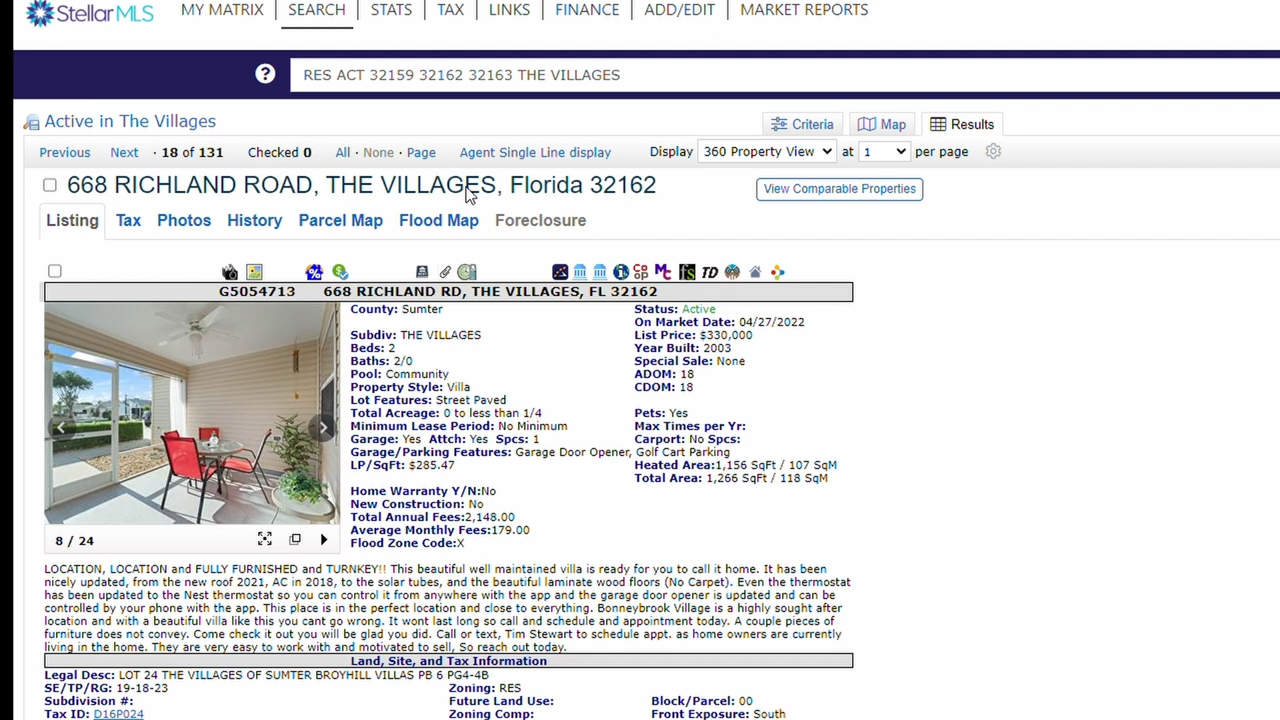 StellarMLS
MY MATRIX SEARCH STATS TAX LINKS FINANCE ADD/EDIT MARKET REPORTS
? RES ACT 32159 32162 32163 THE VILLAGES
Active in The Villages
Criteria Map Results
Previous Next · 18 of 131 Checked 0 All · None · Page Agent Single Line display Display 360 Property View at 1 per page
668 RICHLAND ROAD, THE VILLAGES, Florida 32162 View Comparable Properties
Listing Tax Photos History Parcel Map Flood Map Foreclosure
G5054713 668 RICHLAND RD, THE VILLAGES, FL 32162
County: Sumter Status: Active
On Market Date: 04/27/2022
Subdiv: THE VILLAGES List Price: $330,000
Beds: 2 Year Built: 2003
Baths: 2/0 Special Sale: None
Pool: Community ADOM: 18
Property Style: Villa CDOM: 18
Lot Features: Street Paved
Total Acreage: 0 to less than 1/4 Pets: Yes
Minimum Lease Period: No Minimum Max Times per Yr:
Garage: Yes Attch: Yes Spcs: 1 Carport: No Spcs:
Garage/Parking Features: Garage Door Opener, Golf Cart Parking
LP/SqFt: $285.47 Heated Area:1,156 SqFt / 107 SqM
Total Area: 1,266 SqFt / 118 SqM
Home Warranty Y/N:No
New Construction: No
Total Annual Fees:2,148.00
Average Monthly Fees:179.00
Flood Zone Code:X
8 / 24
LOCATION, LOCATION and FULLY FURNISHED and TURNKEY!! This beautiful well maintained villa is ready for you to call it home. It has been
nicely updated, from the new roof 2021, AC in 2018, to the solar tubes, and the beautiful laminate wood floors (No Carpet). Even the thermostat
has been updated to the Nest thermostat so you can control it from anywhere with the app and the garage door opener is updated and can be
controlled by your phone with the app. This place is in the perfect location and close to everything. Bonneybrook Village is a highly sought after
location and with a beautiful villa like this you cant go wrong. It wont last long so call and schedule and appointment today. A couple pieces of
furniture does not convey. Come check it out you will be glad you did. Call or text, Tim Stewart to schedule appt. as home owners are currently
living in the home. They are very easy to work with and motivated to sell, So reach out today.
Land, Site, and Tax Information
Legal Desc: LOT 24 THE VILLAGES OF SUMTER BROYHILL VILLAS PB 6 PG4-4B
SE/TP/RG: 19-18-23 Zoning: RES
Subdivision #: Future Land Use: Block/Parcel: 00
Tax ID: D16P024 Zoning Comp: Front Exposure: South